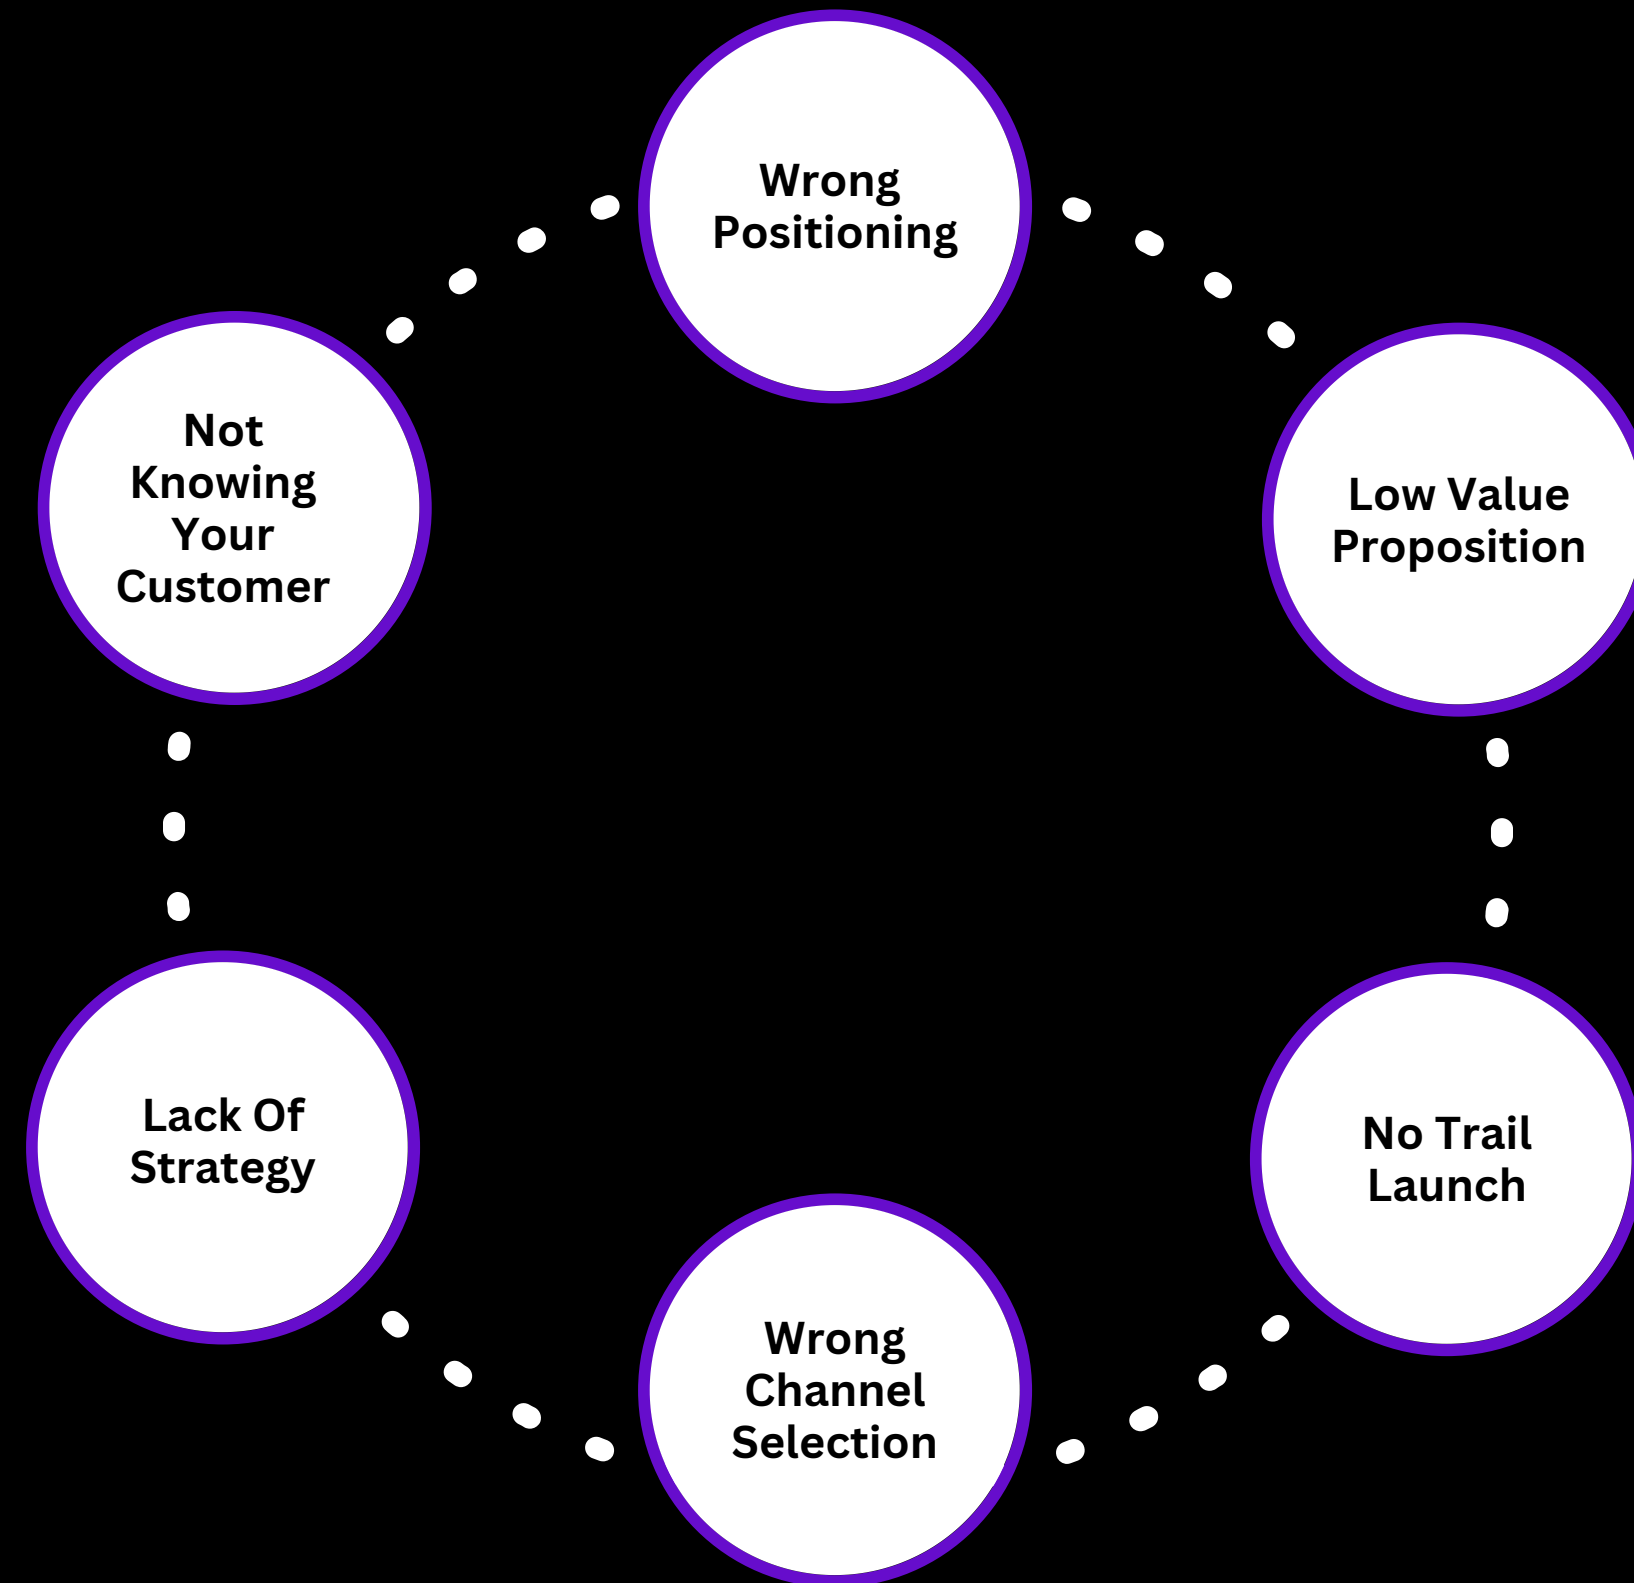 Wrong
Positioning
Not
Knowing
Your
Customer
Low Value
Proposition
Lack Of
Strategy
No Trail
Launch
Wrong
Channel
Selection